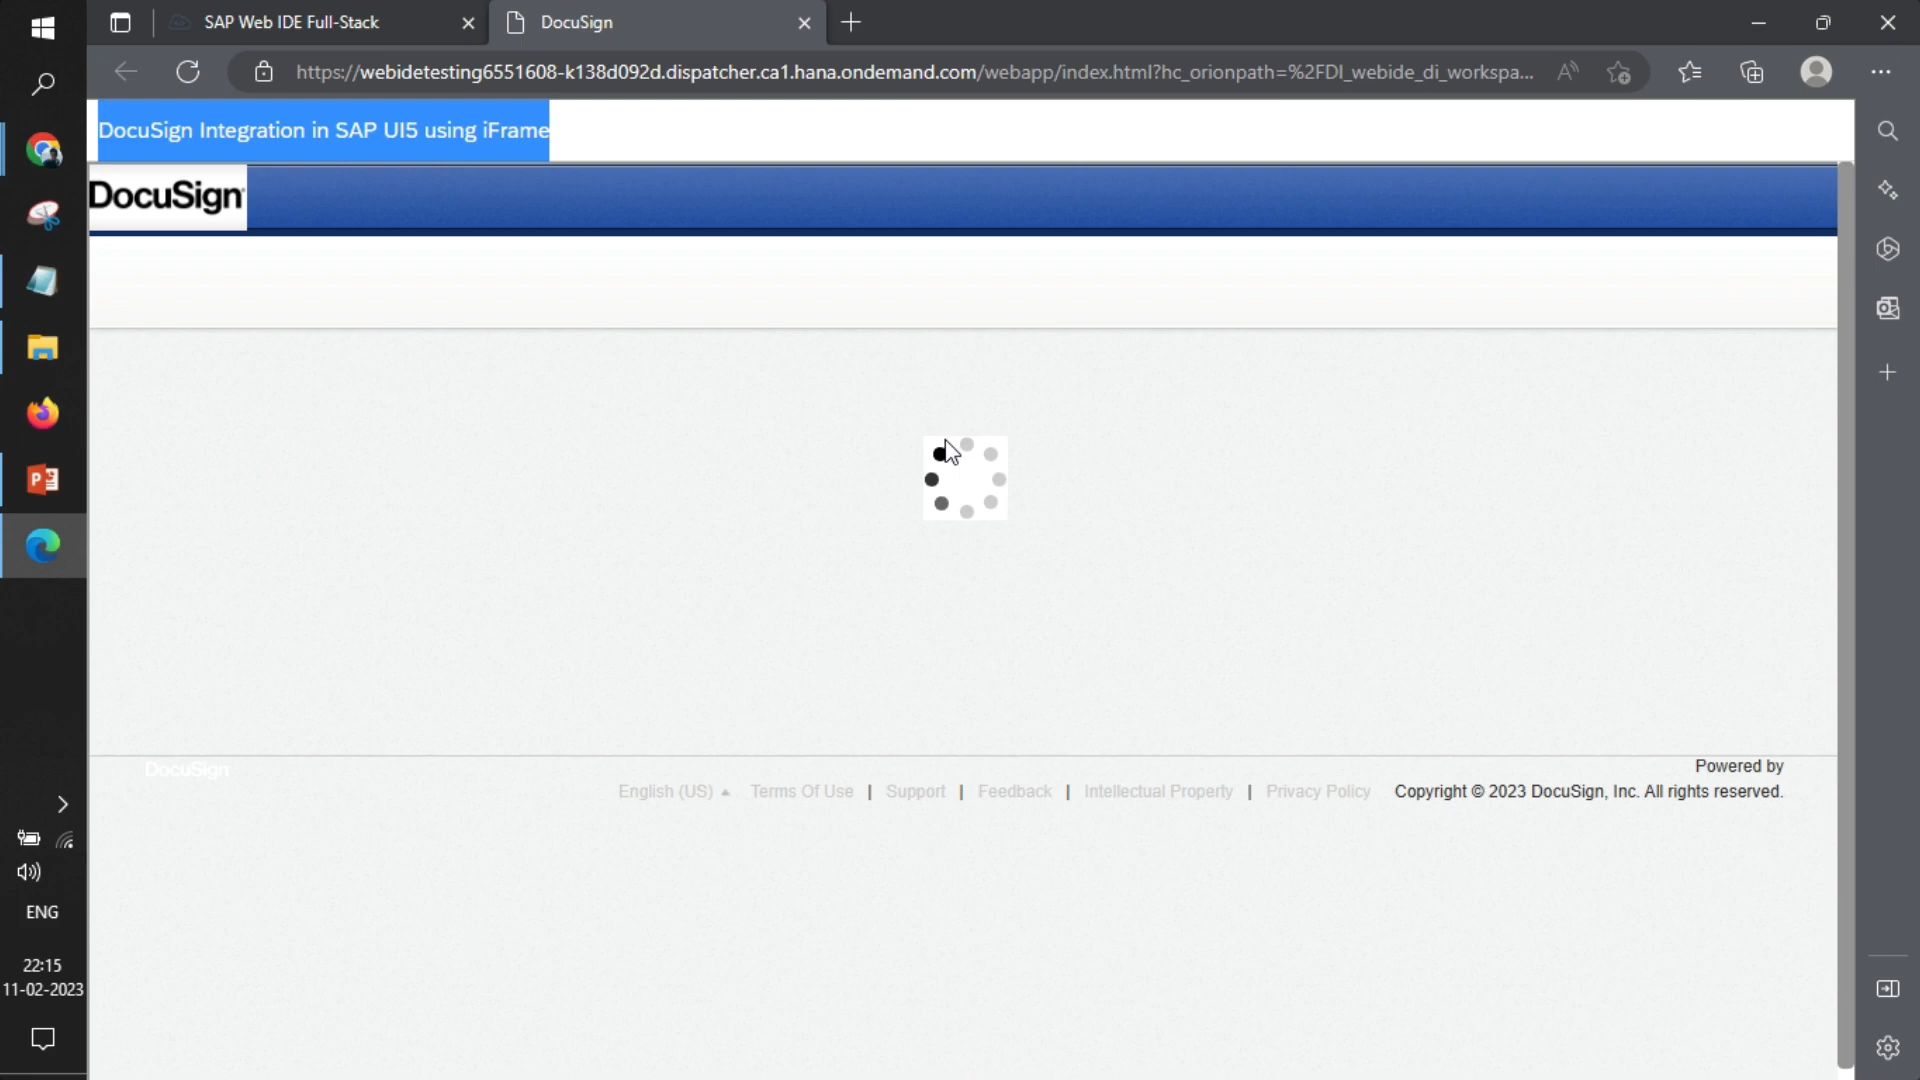 SAP Web IDE Full-Stack
DocuSign
https://webidetesting6551608-k138d092d.dispatcher.ca1.hana.ondemand.com/webapp/index.html?hc_orionpath=%2FDI_webide_di_workspa...
DocuSign Integration in SAP UI5 using iFrame
DocuSign
DocuSign
Powered by
English (US) Terms Of Use | Support | Feedback | Intellectual Property | Privacy Policy Copyright © 2023 DocuSign, Inc. All rights reserved.
ENG
22:15
11-02-2023